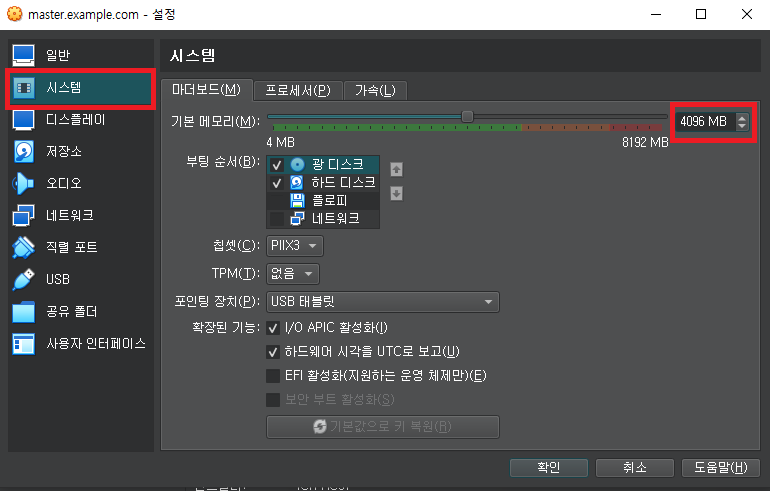 master.example.com - 설정
일반
시스템
디스플레이
저장소
오디오
네트워크
직렬 포트
USB
공유 폴더
사용자 인터페이스
시스템
마더보드(M) 프로세서(P) 가속(L)
기본 메모리(M): 4096 MB
4 MB 8192 MB
부팅 순서(B): 광 디스크
하드 디스크
플로피
네트워크
칩셋(C): PIIX3
TPM(T): 없음
포인팅 장치(P): USB 태블릿
확장된 기능: I/O APIC 활성화(I)
하드웨어 시각을 UTC로 보고(U)
EFI 활성화(지원하는 운영 체제만)(E)
보안 부트 활성화(S)
기본값으로 키 복원(R)
확인 취소 도움말(H)